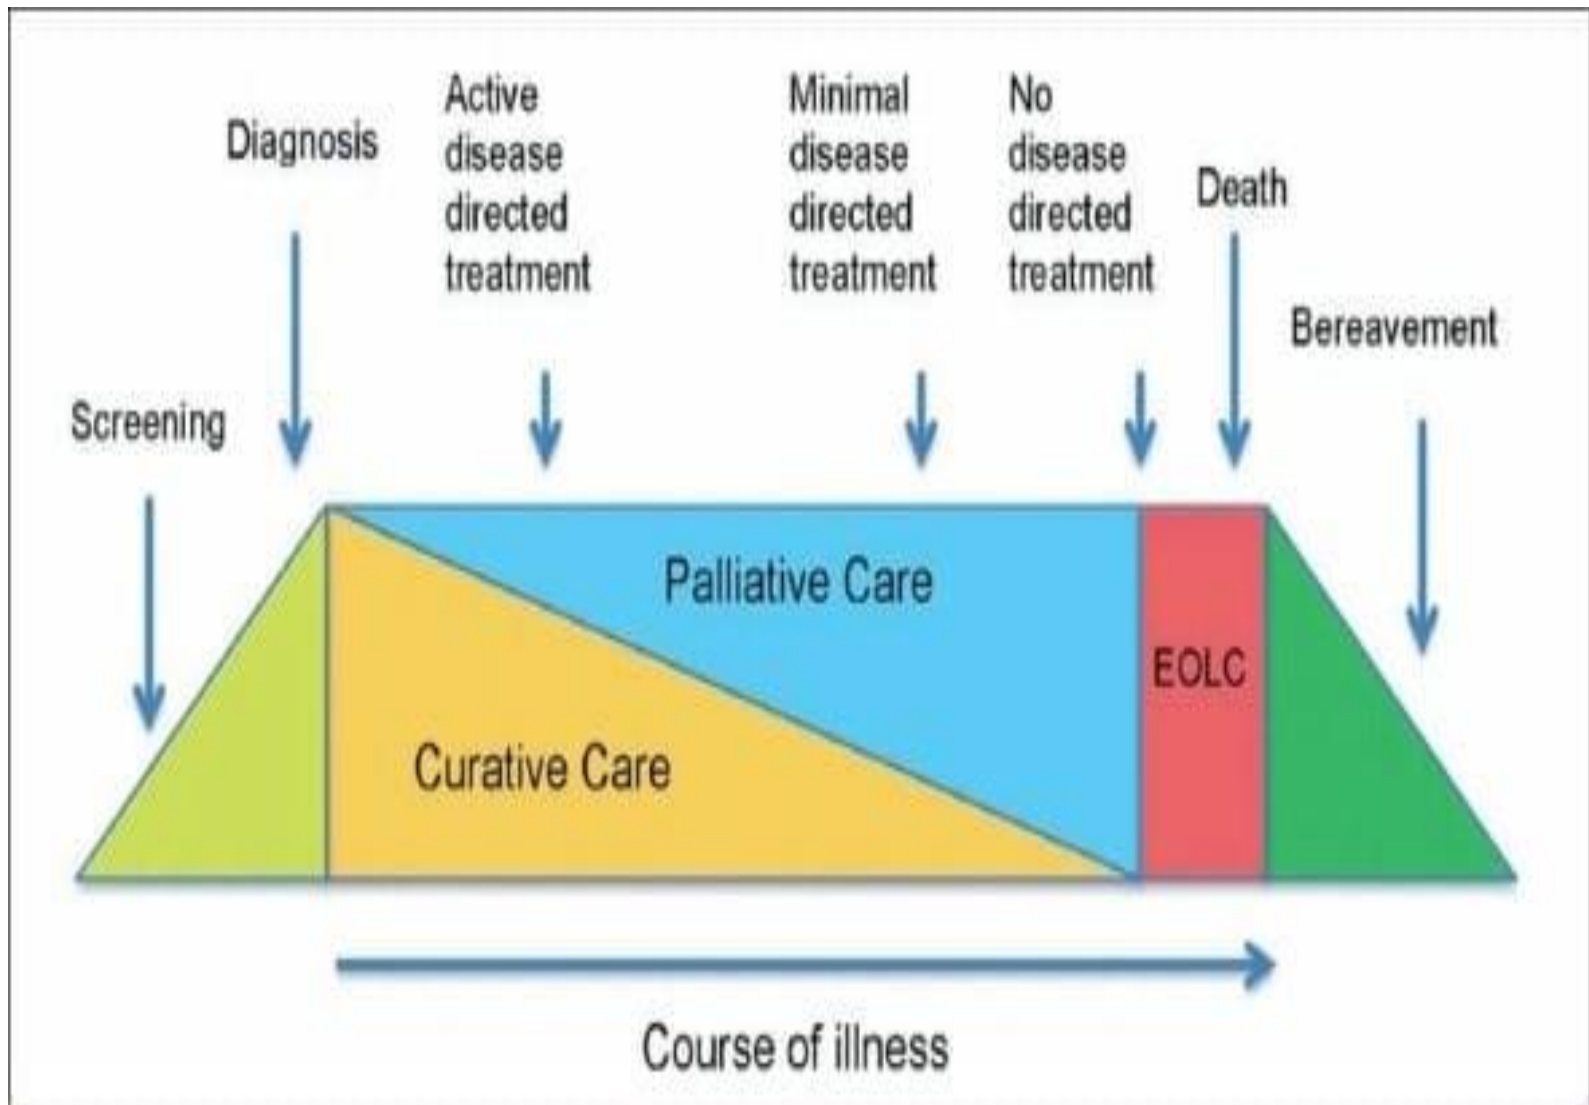 Diagnosis
Active
disease
directed
treatment
Minimal
disease
directed
treatment
No
disease
directed
treatment
Death
Bereavement
Screening
Palliative Care
EOLC
Curative Care
Course of illness